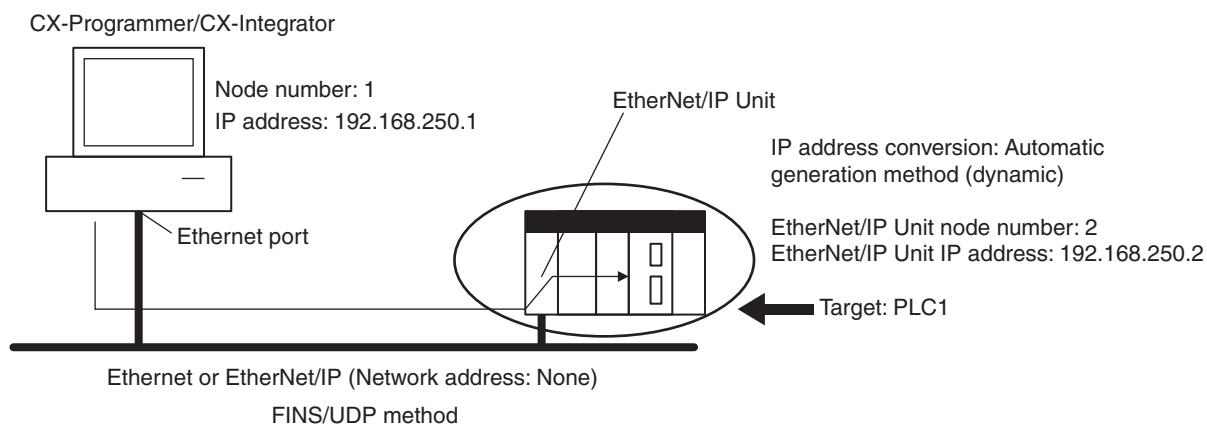 CX-Programmer/CX-Integrator
Node number: 1
IP address: 192.168.250.1
EtherNet/IP Unit
IP address conversion: Automatic
generation method (dynamic)
Ethernet port
EtherNet/IP Unit node number: 2
EtherNet/IP Unit IP address: 192.168.250.2
Target: PLC1
Ethernet or EtherNet/IP (Network address: None)
FINS/UDP method